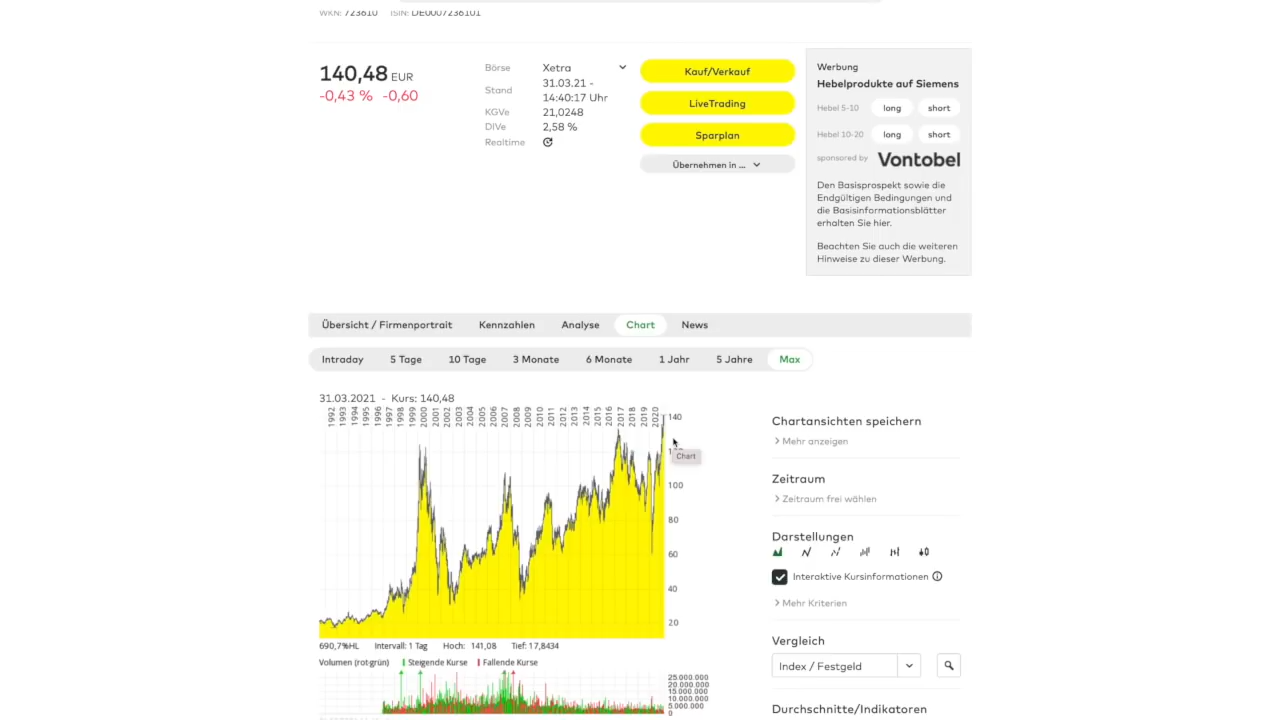 WKN: 723610 ISIN: DE0007236101
140,48 EUR
-0,43 % -0,60
Börse Xetra
Stand 31.03.21 -
14:40:17 Uhr
KGVe 21,0248
DIVe 2,58 %
Realtime
Kauf/Verkauf
LiveTrading
Sparplan
Übernehmen in ...
Werbung
Hebelprodukte auf Siemens
Hebel 5-10 long short
Hebel 10-20 long short
sponsored by Vontobel
Den Basisprospekt sowie die
Endgültigen Bedingungen und
die Basisinformationsblätter
erhalten Sie hier.
Beachten Sie auch die weiteren
Hinweise zu dieser Werbung.
Übersicht / Firmenportrait Kennzahlen Analyse Chart News
Intraday 5 Tage 10 Tage 3 Monate 6 Monate 1 Jahr 5 Jahre Max
31.03.2021 - Kurs: 140,48
1992 1993 1994 1995 1996 1997 1998 1999 2000 2001 2002 2003 2004 2005 2006 2007 2008 2009 2010 2011 2012 2013 2014 2015 2016 2017 2018 2019 2020
140
Chart
100
80
60
40
20
690,7%HL Intervall: 1 Tag Hoch: 141,08 Tief: 17,8434
Volumen (rot-grün) Steigende Kurse Fallende Kurse
25.000.000
20.000.000
15.000.000
10.000.000
5.000.000
0
Chartansichten speichern
Mehr anzeigen
Zeitraum
Zeitraum frei wählen
Darstellungen
Interaktive Kursinformationen
Mehr Kriterien
Vergleich
Index / Festgeld
Durchschnitte/Indikatoren